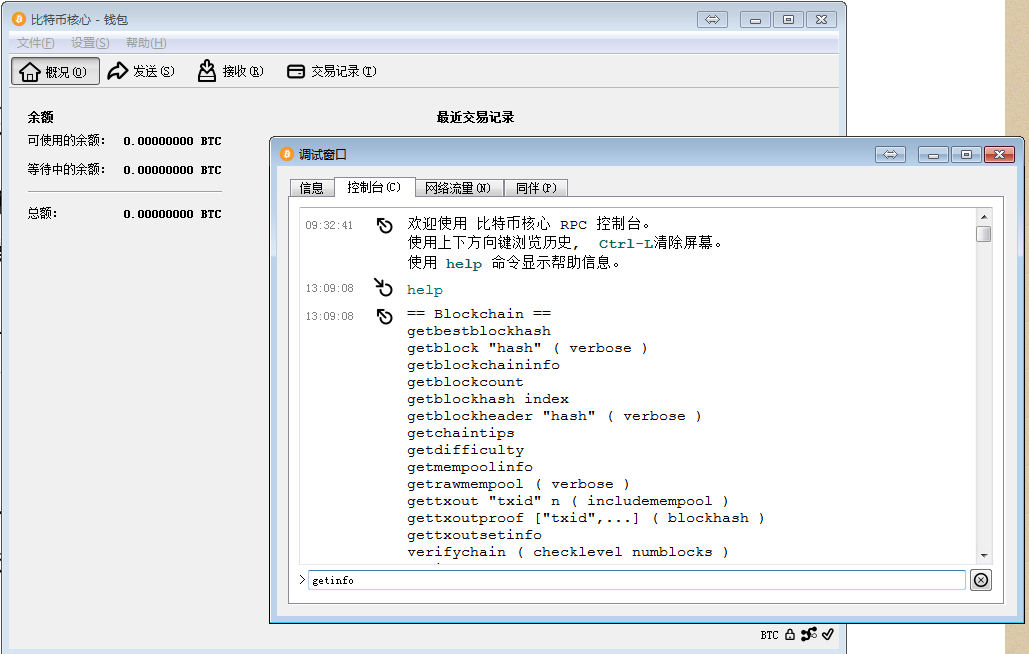 比特币核心 - 钱包
文件(F) 设置(S) 帮助(H)
概况(O) 发送(S) 接收(R) 交易记录(T)
余额
可使用的余额: 0.00000000 BTC
等待中的余额: 0.00000000 BTC
总额: 0.00000000 BTC
最近交易记录
调试窗口
信息 控制台(C) 网络流量(N) 同伴(P)
09:32:41 欢迎使用 比特币核心 RPC 控制台。
使用上下方向键浏览历史, Ctrl-L清除屏幕。
使用 help 命令显示帮助信息。
13:09:08 help
13:09:08 == Blockchain ==
getbestblockhash
getblock "hash" ( verbose )
getblockchaininfo
getblockcount
getblockhash index
getblockheader "hash" ( verbose )
getchaintips
getdifficulty
getmempoolinfo
getrawmempool ( verbose )
gettxout "txid" n ( includemempool )
gettxoutproof ["txid",...] ( blockhash )
gettxoutsetinfo
verifychain ( checklevel numblocks )
> getinfo
BTC